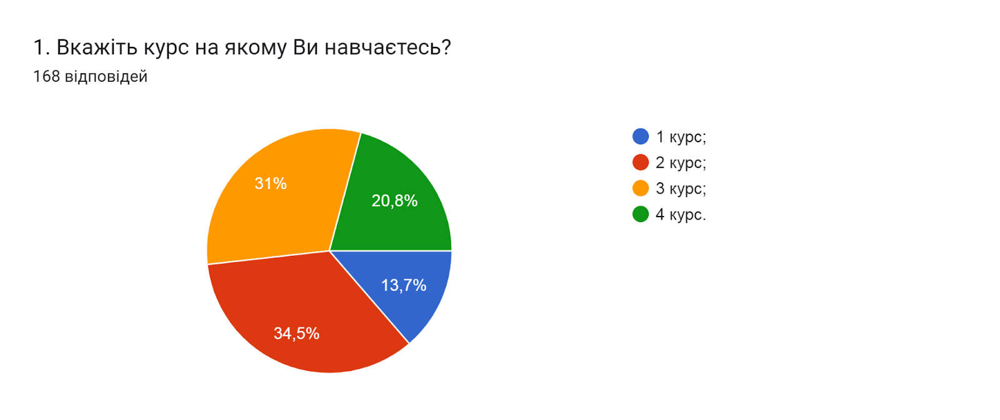 1. Вкажіть курс на якому Ви навчаєтесь?
168 відповідей
1 курс;
2 курс;
3 курс;
4 курс.
31%
20,8%
13,7%
34,5%